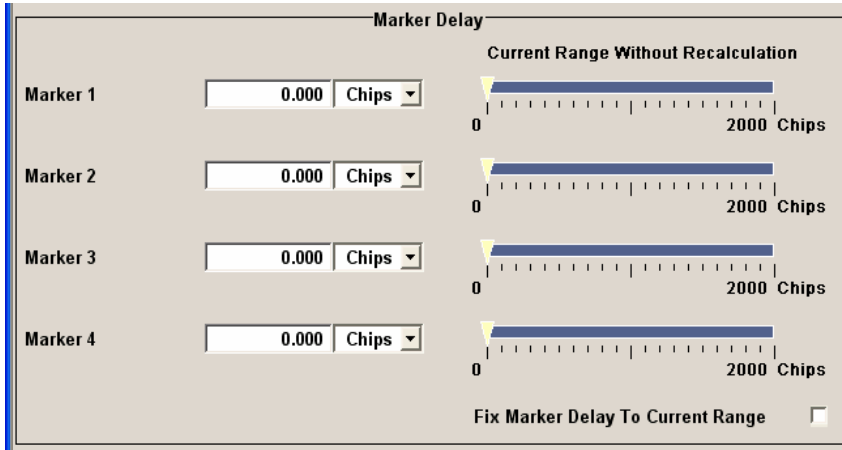 Marker Delay
Current Range Without Recalculation
Marker 1 0.000 Chips
0 2000 Chips
Marker 2 0.000 Chips
0 2000 Chips
Marker 3 0.000 Chips
0 2000 Chips
Marker 4 0.000 Chips
0 2000 Chips
Fix Marker Delay To Current Range